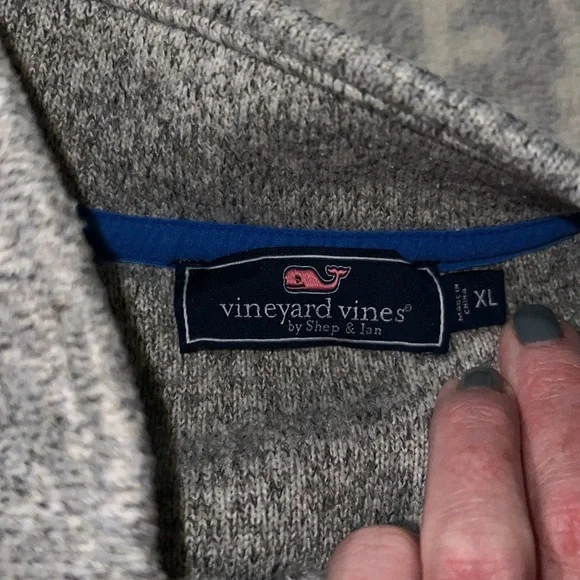 vineyard vines®
by Shep & Ian
MADE IN
CHINA
XL